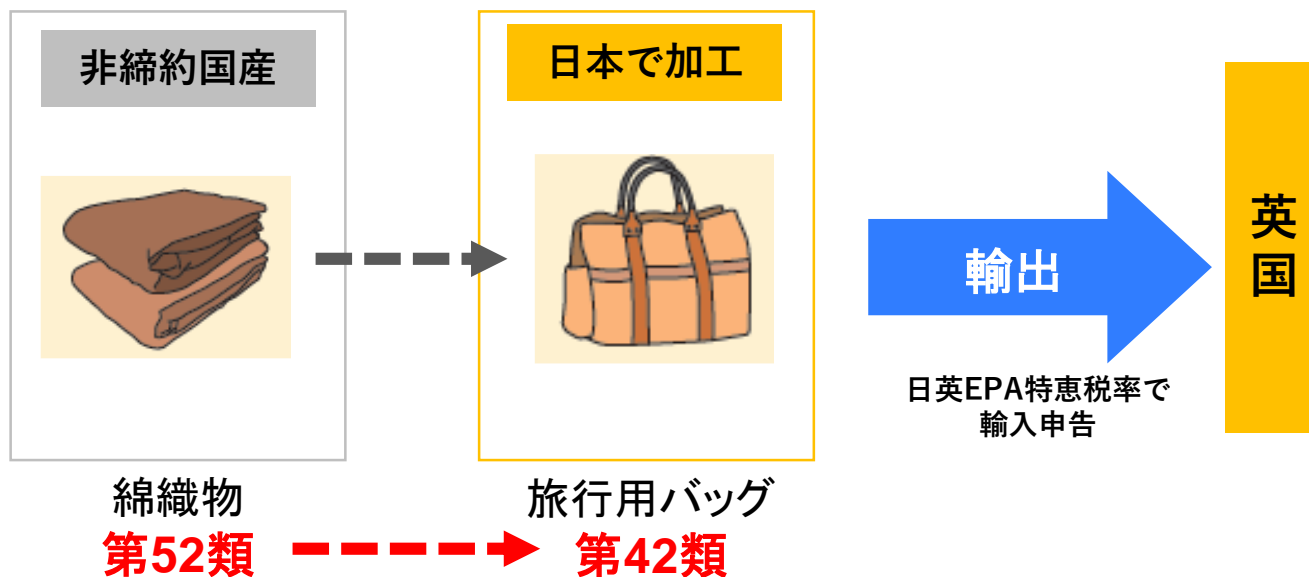 非締約国産
日本で加工
輸出
英国
日英EPA特恵税率で
輸入申告
綿織物
旅行用バッグ
第52類
第42類